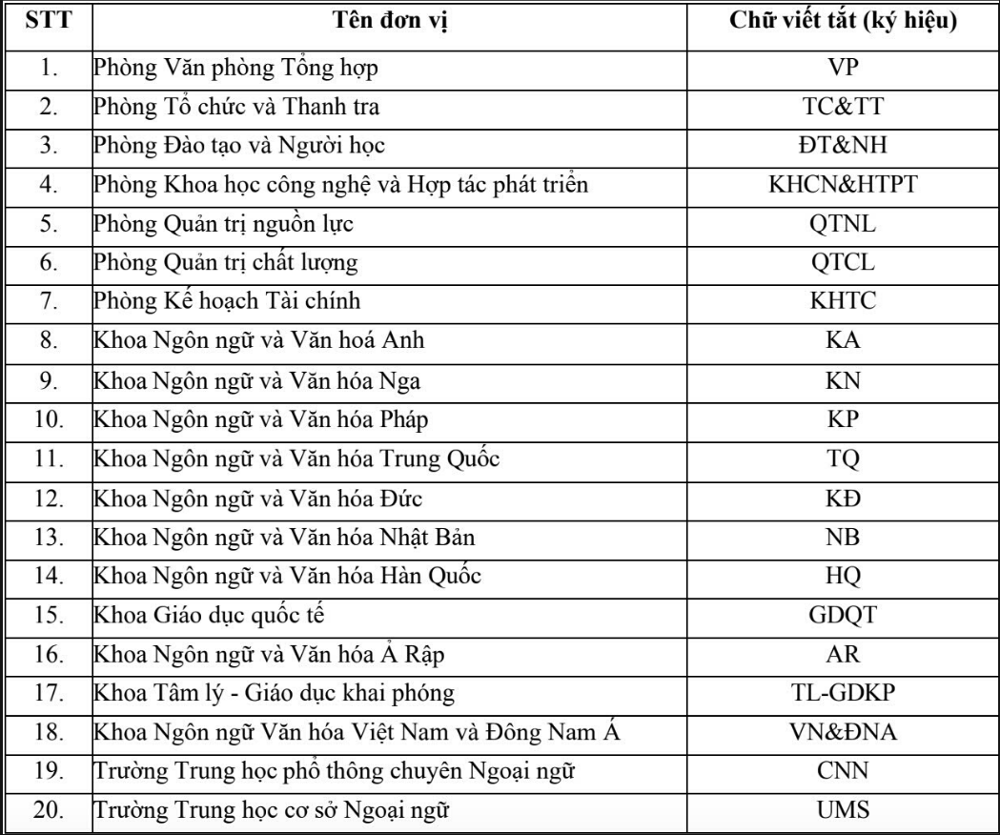 STT Tên đơn vị Chữ viết tắt (ký hiệu)
1. Phòng Văn phòng Tổng hợp VP
2. Phòng Tổ chức và Thanh tra TC&TT
3. Phòng Đào tạo và Người học ĐT&NH
4. Phòng Khoa học công nghệ và Hợp tác phát triển KHCN&HTPT
5. Phòng Quản trị nguồn lực QTNL
6. Phòng Quản trị chất lượng QTCL
7. Phòng Kế hoạch Tài chính KHTC
8. Khoa Ngôn ngữ và Văn hoá Anh KA
9. Khoa Ngôn ngữ và Văn hóa Nga KN
10. Khoa Ngôn ngữ và Văn hóa Pháp KP
11. Khoa Ngôn ngữ và Văn hóa Trung Quốc TQ
12. Khoa Ngôn ngữ và Văn hóa Đức KĐ
13. Khoa Ngôn ngữ và Văn hóa Nhật Bản NB
14. Khoa Ngôn ngữ và Văn hóa Hàn Quốc HQ
15. Khoa Giáo dục quốc tế GDQT
16. Khoa Ngôn ngữ và Văn hóa Ả Rập AR
17. Khoa Tâm lý - Giáo dục khai phóng TL-GDKP
18. Khoa Ngôn ngữ Văn hóa Việt Nam và Đông Nam Á VN&ĐNA
19. Trường Trung học phổ thông chuyên Ngoại ngữ CNN
20. Trường Trung học cơ sở Ngoại ngữ UMS